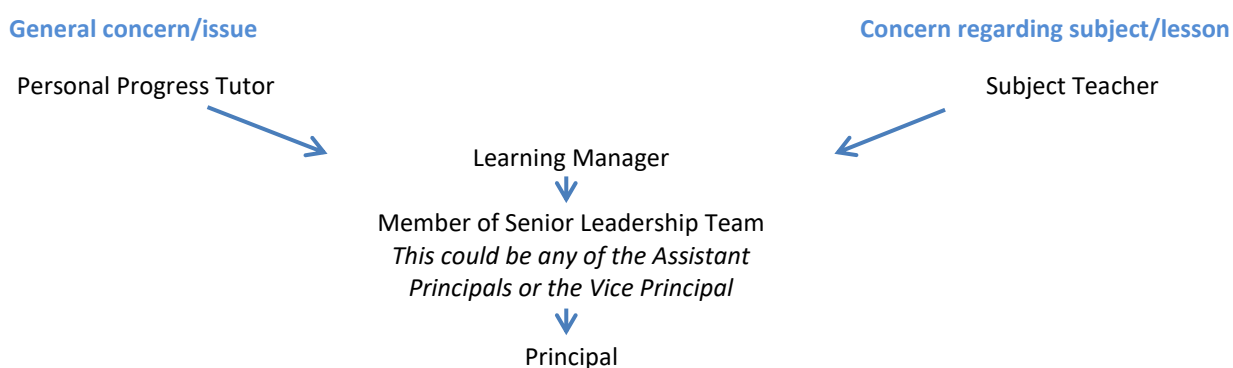 General concern/issue
Concern regarding subject/lesson
Personal Progress Tutor
Subject Teacher
Learning Manager
Member of Senior Leadership Team
This could be any of the Assistant
Principals or the Vice Principal
Principal